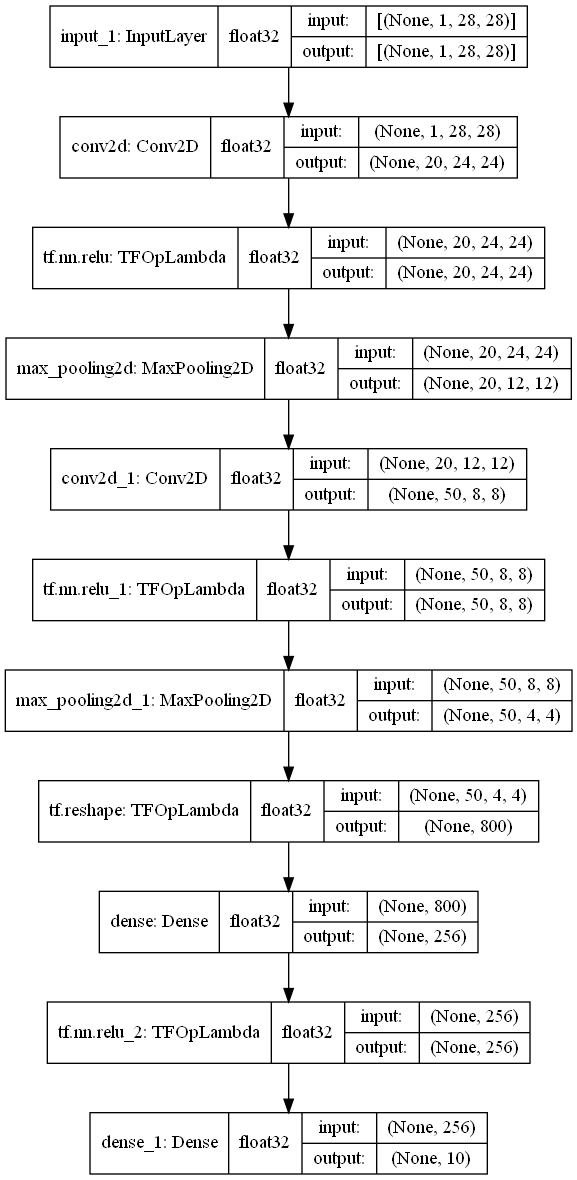 input_1: InputLayer float32 input: [(None, 1, 28, 28)]
output: [(None, 1, 28, 28)]
conv2d: Conv2D float32 input: (None, 1, 28, 28)
output: (None, 20, 24, 24)
tf.nn.relu: TFOpLambda float32 input: (None, 20, 24, 24)
output: (None, 20, 24, 24)
max_pooling2d: MaxPooling2D float32 input: (None, 20, 24, 24)
output: (None, 20, 12, 12)
conv2d_1: Conv2D float32 input: (None, 20, 12, 12)
output: (None, 50, 8, 8)
tf.nn.relu_1: TFOpLambda float32 input: (None, 50, 8, 8)
output: (None, 50, 8, 8)
max_pooling2d_1: MaxPooling2D float32 input: (None, 50, 8, 8)
output: (None, 50, 4, 4)
tf.reshape: TFOpLambda float32 input: (None, 50, 4, 4)
output: (None, 800)
dense: Dense float32 input: (None, 800)
output: (None, 256)
tf.nn.relu_2: TFOpLambda float32 input: (None, 256)
output: (None, 256)
dense_1: Dense float32 input: (None, 256)
output: (None, 10)